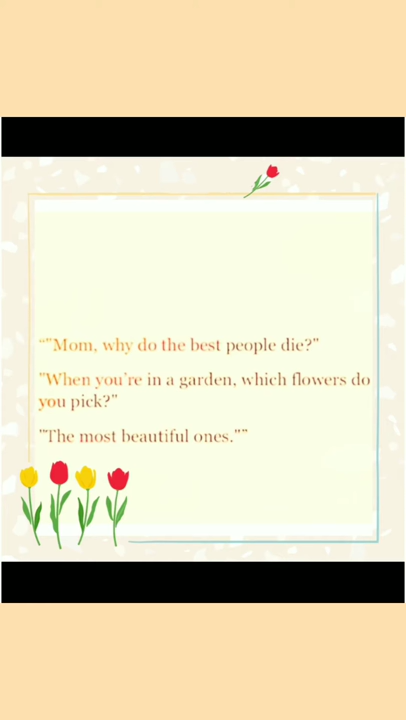 “"Mom, why do the best people die?"
"When you're in a garden, which flowers do
you pick?"
"The most beautiful ones."”